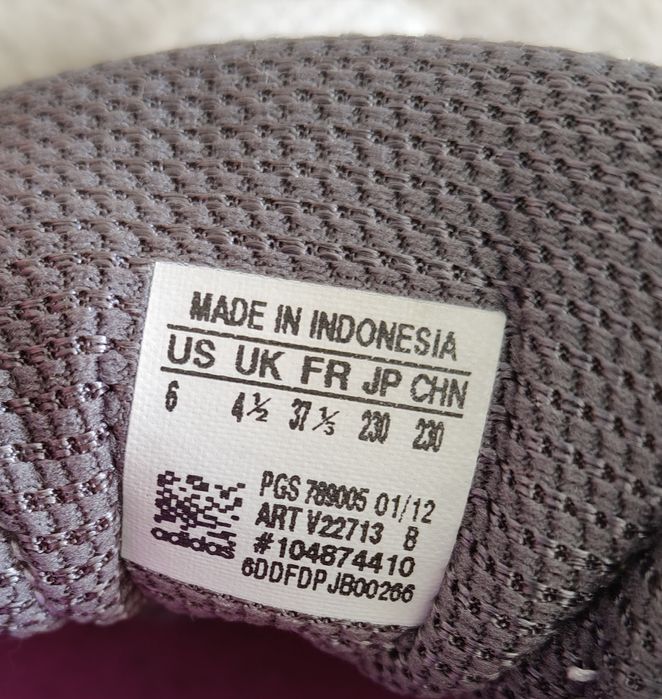 MADE IN INDONESIA
US UK FR JP CHN
6 4½ 37⅓ 230 230
PGS 789005 01/12
ART V22713 B
#104874410
adidas
6DDFDPJB00266